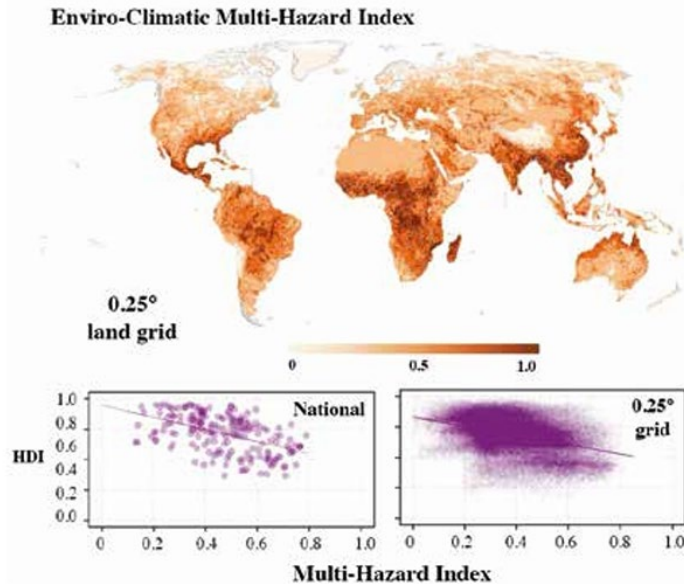 Enviro-Climatic Multi-Hazard Index
0.25°
land grid
0 0.5 1.0
1.0
0.8
0.6
0.4
0.2
0.0
HDI
National
0 0.2 0.4 0.6 0.8 1.0
0.25°
grid
0 0.2 0.4 0.6 0.8 1.0
Multi-Hazard Index